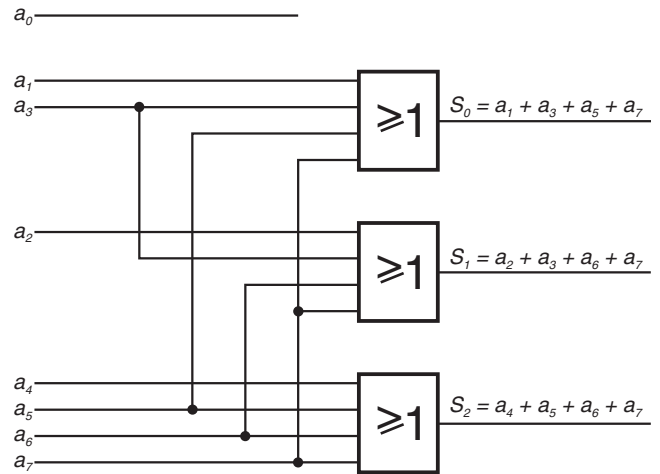 a₀
a₁
a₃
≥1
S₀ = a₁ + a₃ + a₅ + a₇
a₂
≥1
S₁ = a₂ + a₃ + a₆ + a₇
a₄
a₅
a₆
a₇
≥1
S₂ = a₄ + a₅ + a₆ + a₇